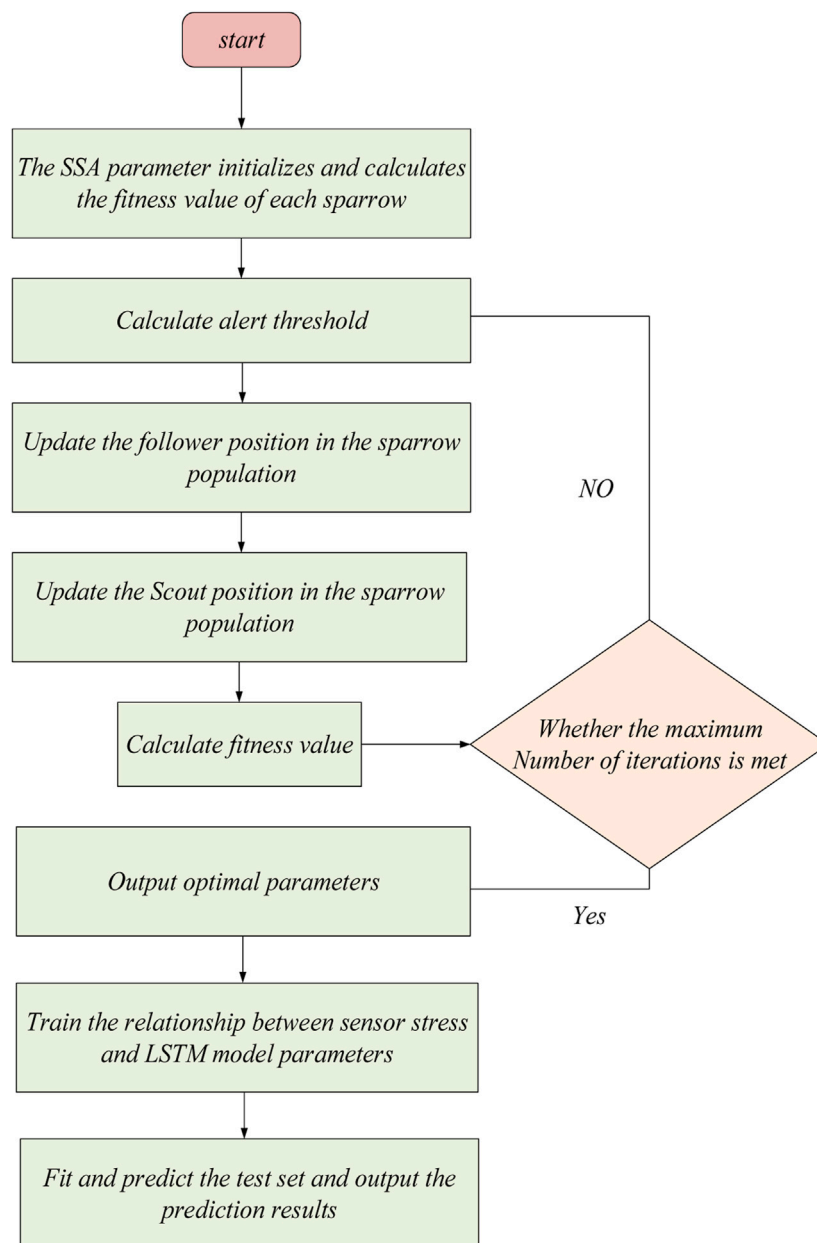 start
The SSA parameter initializes and calculates
the fitness value of each sparrow
Calculate alert threshold
Update the follower position in the sparrow
population
NO
Update the Scout position in the sparrow
population
Calculate fitness value
Whether the maximum
Number of iterations is met
Output optimal parameters
Yes
Train the relationship between sensor stress
and LSTM model parameters
Fit and predict the test set and output the
prediction results